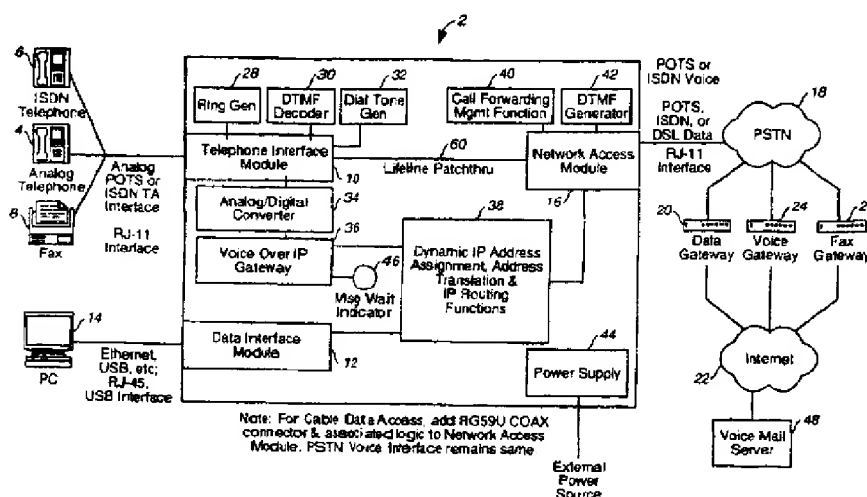 2
6
ISDN
Telephone
4
Analog
Telephone
8
Fax
Analog
POTS or
ISDN TA
Interface
RJ-11
Interface
14
PC
Ethernet,
USB, etc;
RJ-45,
USB Interface
28
Ring Gen
30
DTMF
Decoder
32
Dial Tone
Gen
40
Call Forwarding
Mgmt Function
42
DTMF
Generator
Telephone Interface
Module
10
60
Lifeline Patchthru
Network Access
Module
16
Analog/Digital
Converter
34
36
Voice Over IP
Gateway
46
Msg Wait
Indicator
38
Dynamic IP Address
Assignment, Address
Translation &
IP Routing
Functions
Data Interface
Module
12
44
Power Supply
Note: For Cable Data Access, add RG59U COAX
connector & associated logic to Network Access
Module. PSTN Voice Interface remains same
External
Power
Source
POTS or
ISDN Voice
POTS,
ISDN, or
DSL Data
RJ-11
Interface
18
PSTN
20
Data
Gateway
24
Voice
Gateway
Fax
Gateway
Internet
22
Voice Mail
Server
48